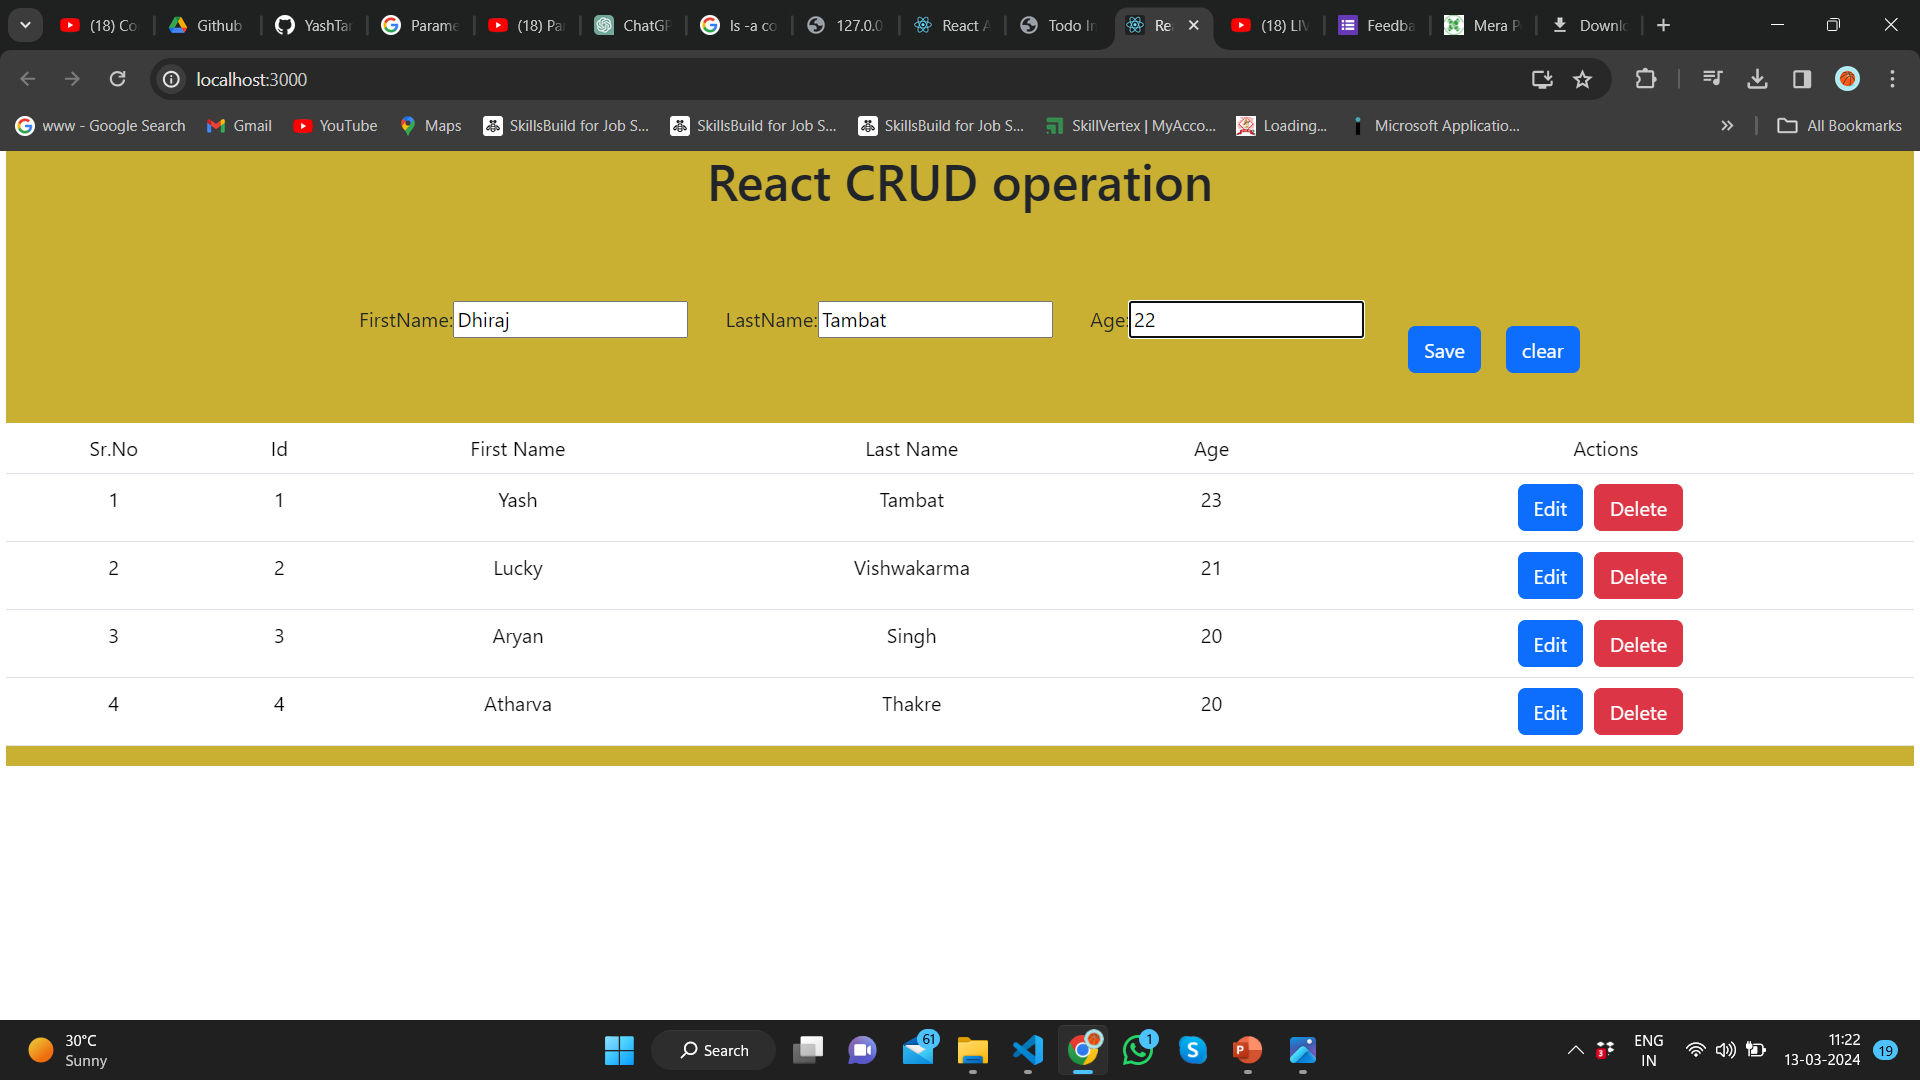 (18) Co
Github
YashTar
Parame
(18) Pa
ChatGP
ls -a co
127.0.0
React A
Todo In
Re
(18) LIV
Feedba
Mera P
Downlo
localhost:3000
www - Google Search
Gmail
YouTube
Maps
SkillsBuild for Job S...
SkillsBuild for Job S...
SkillsBuild for Job S...
SkillVertex | MyAcco...
Loading...
Microsoft Applicatio...
All Bookmarks
React CRUD operation
FirstName: Dhiraj LastName: Tambat Age: 22
Save clear
Sr.No Id First Name Last Name Age Actions
1 1 Yash Tambat 23 Edit Delete
2 2 Lucky Vishwakarma 21 Edit Delete
3 3 Aryan Singh 20 Edit Delete
4 4 Atharva Thakre 20 Edit Delete
30°C
Sunny
Search
61
1
3
ENG
IN
11:22
13-03-2024
19